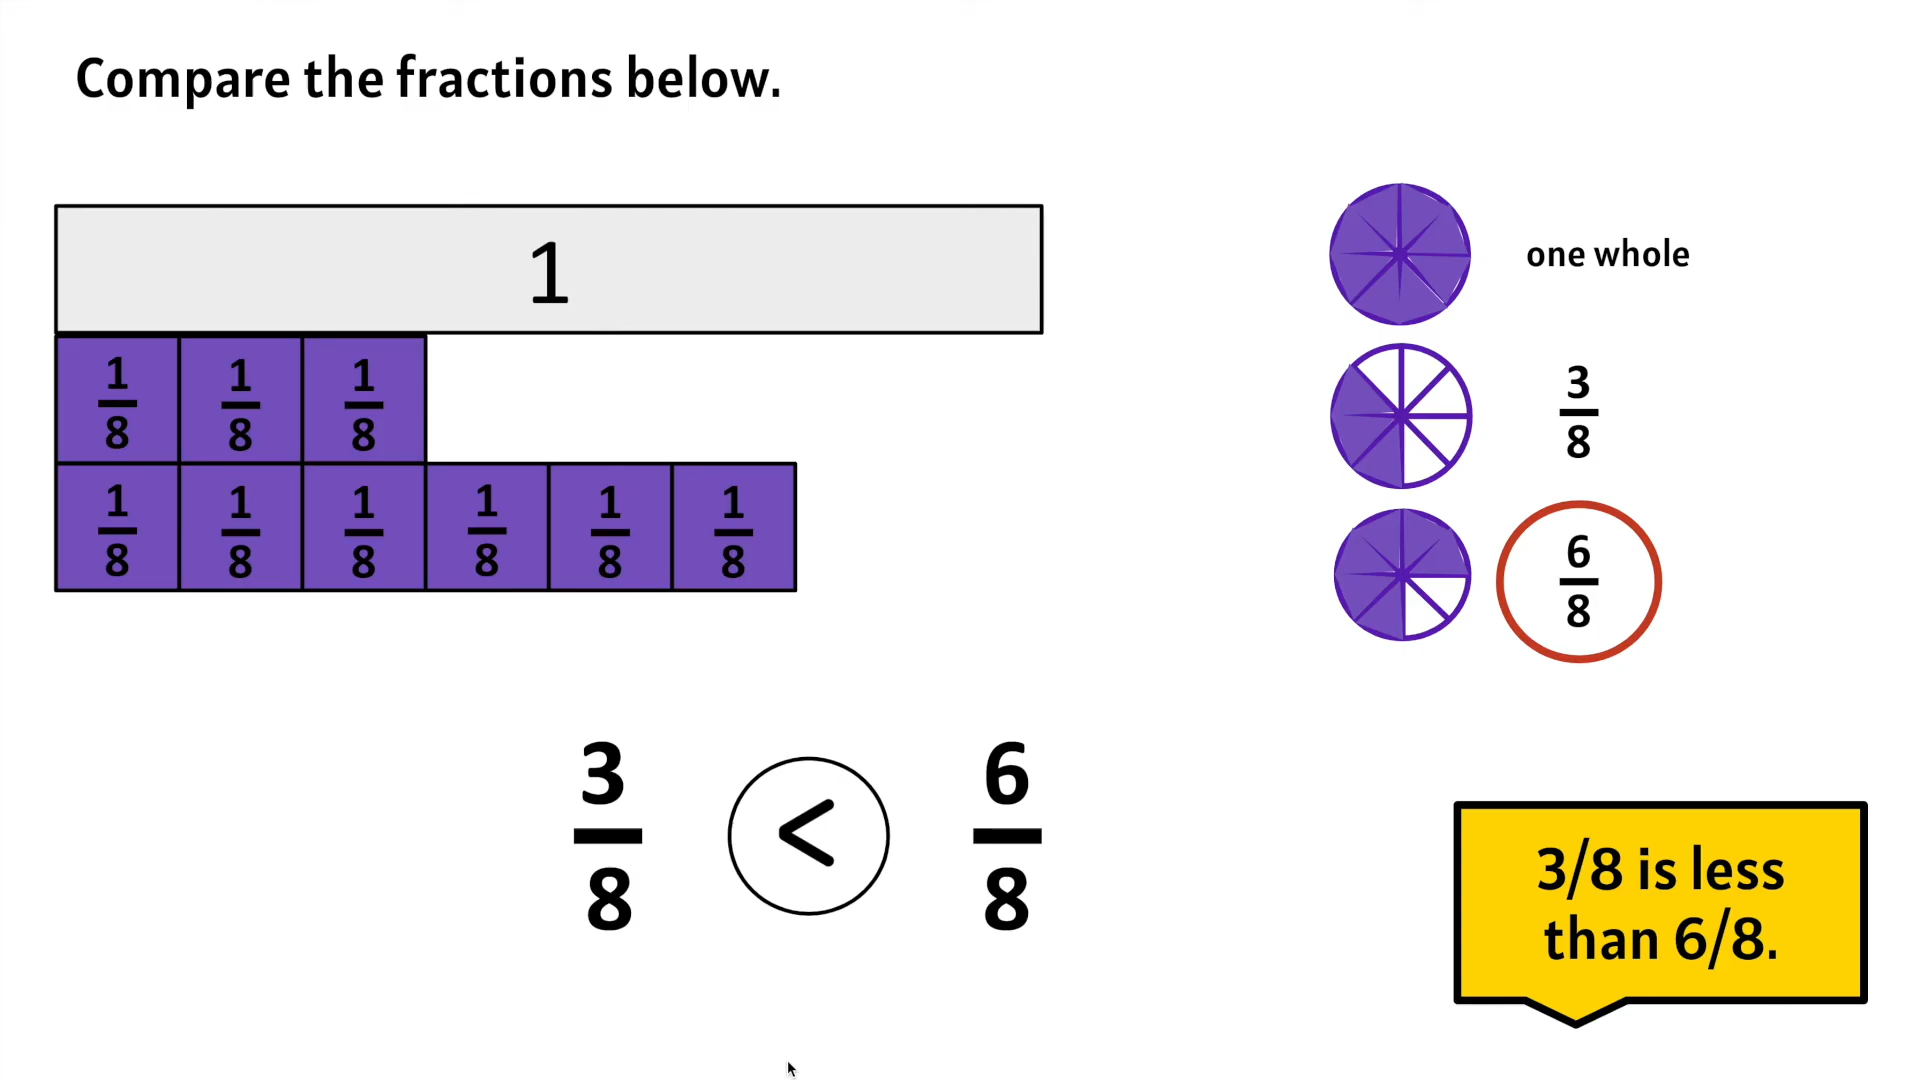 Compare the fractions below.
1
1/8 1/8 1/8
1/8 1/8 1/8 1/8 1/8 1/8
one whole
3/8
6/8
3/8 < 6/8
3/8 is less
than 6/8.